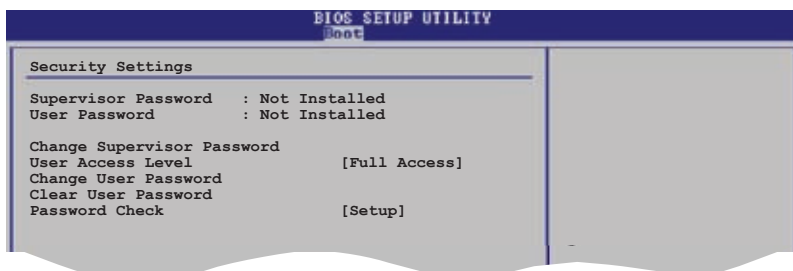 BIOS SETUP UTILITY
Boot
Security Settings
Supervisor Password : Not Installed
User Password : Not Installed
Change Supervisor Password
User Access Level [Full Access]
Change User Password
Clear User Password
Password Check [Setup]